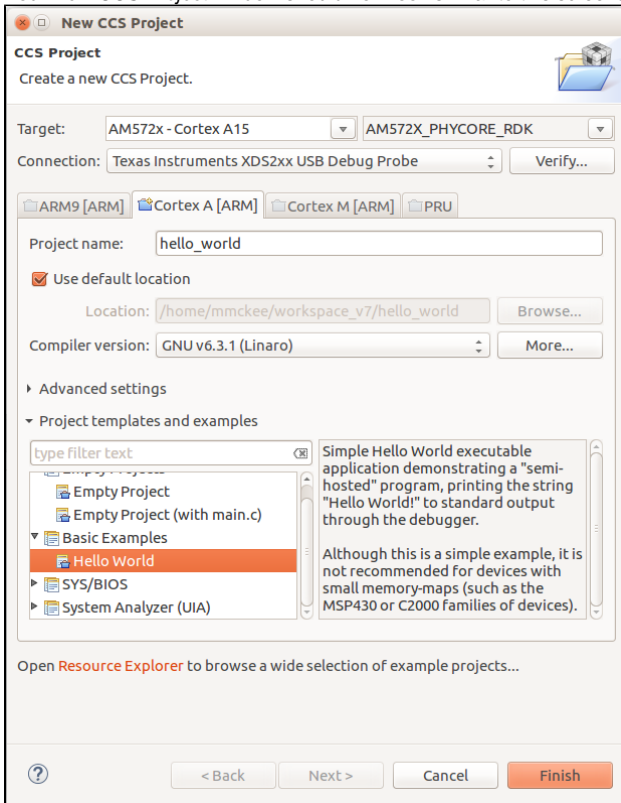 New CCS Project
CCS Project
Create a new CCS Project.
Target: AM572x - Cortex A15 AM572X_PHYCORE_RDK
Connection: Texas Instruments XDS2xx USB Debug Probe Verify...
ARM9 [ARM] Cortex A [ARM] Cortex M [ARM] PRU
Project name: hello_world
Use default location
Location: /home/mmckee/workspace_v7/hello_world Browse...
Compiler version: GNU v6.3.1 (Linaro) More...
Advanced settings
Project templates and examples
type filter text
Empty Project
Empty Project (with main.c)
Basic Examples
Hello World
SYS/BIOS
System Analyzer (UIA)
Simple Hello World executable
application demonstrating a "semi-
hosted" program, printing the string
"Hello World!" to standard output
through the debugger.
Although this is a simple example, it is
not recommended for devices with
small memory-maps (such as the
MSP430 or C2000 families of devices).
Open Resource Explorer to browse a wide selection of example projects...
? < Back Next > Cancel Finish